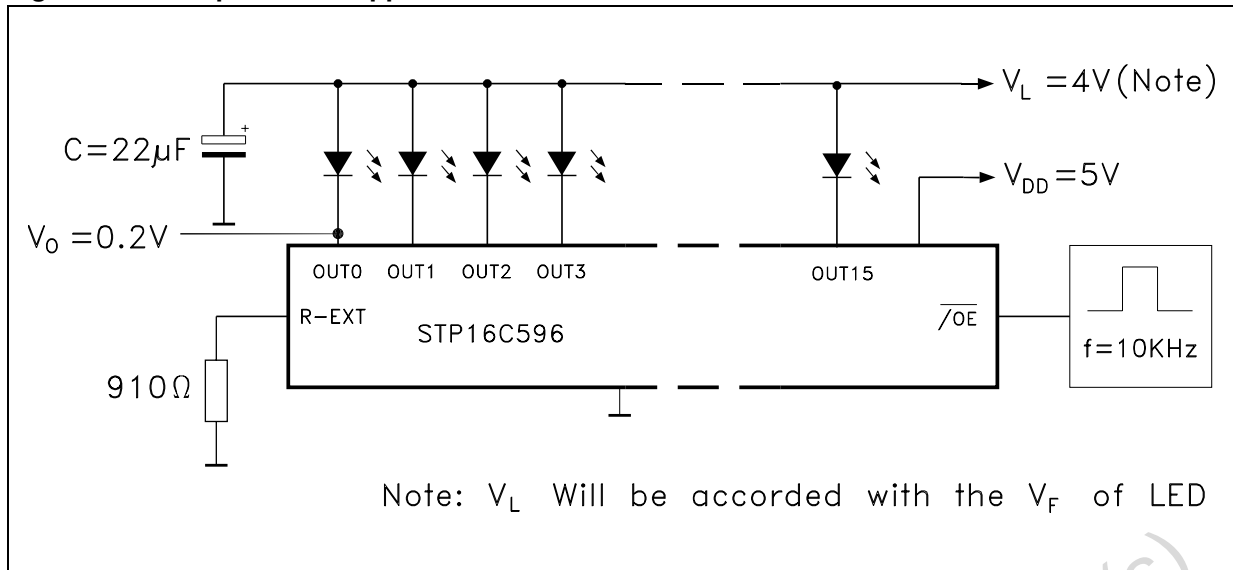 V_L =4V(Note)
C=22µF
+
V_DD=5V
V_O =0.2V
OUT0 OUT1 OUT2 OUT3 OUT15
R-EXT
/OE
STP16C596
f=10KHz
910Ω
Note: V_L Will be accorded with the V_F of LED